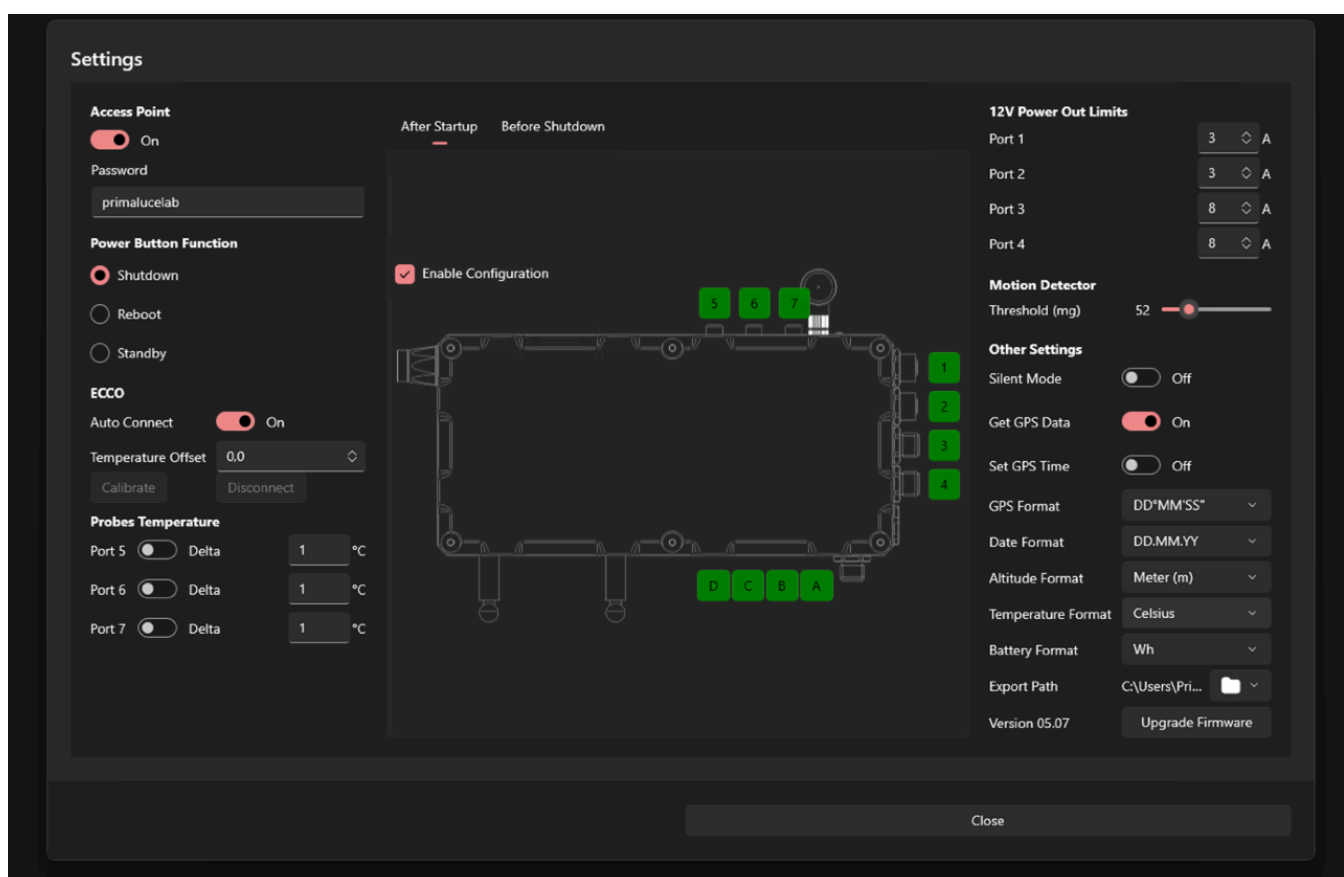 Settings
Access Point
On
Password
primalucelab
Power Button Function
Shutdown
Reboot
Standby
ECCO
Auto Connect On
Temperature Offset 0,0
Calibrate Disconnect
Probes Temperature
Port 5 Delta 1 °C
Port 6 Delta 1 °C
Port 7 Delta 1 °C
After Startup Before Shutdown
Enable Configuration
5 6 7
1
2
3
4
D C B A
12V Power Out Limits
Port 1 3 A
Port 2 3 A
Port 3 8 A
Port 4 8 A
Motion Detector
Threshold (mg) 52
Other Settings
Silent Mode Off
Get GPS Data On
Set GPS Time Off
GPS Format DD°MM'SS"
Date Format DD.MM.YY
Altitude Format Meter (m)
Temperature Format Celsius
Battery Format Wh
Export Path C:\Users\Pri...
Version 05.07 Upgrade Firmware
Close